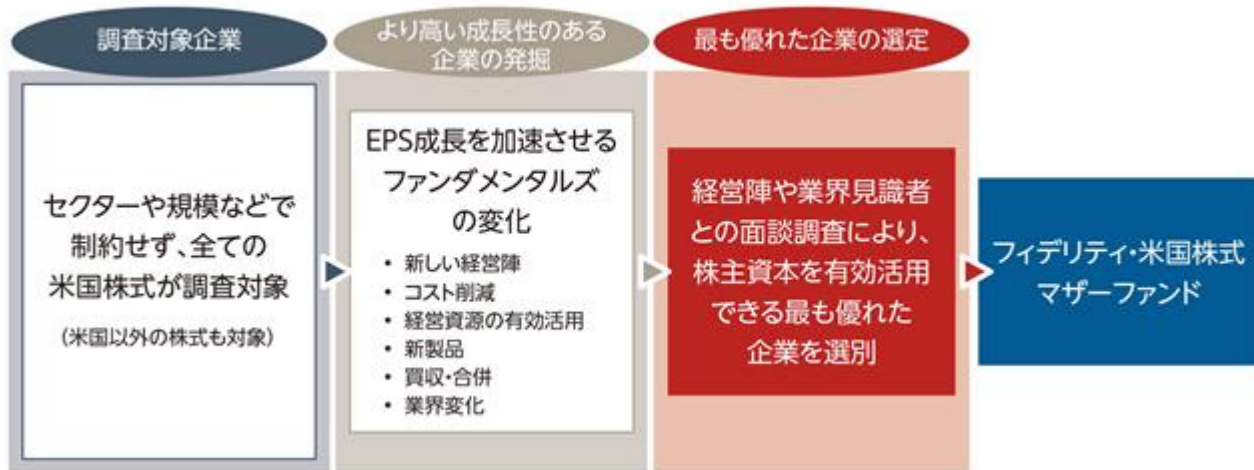 調査対象企業
セクターや規模などで
制約せず、全ての
米国株式が調査対象
(米国以外の株式も対象)
より高い成長性のある
企業の発掘
EPS成長を加速させる
ファンダメンタルズ
の変化
• 新しい経営陣
• コスト削減
• 経営資源の有効活用
• 新製品
• 買収・合併
• 業界変化
最も優れた企業の選定
経営陣や業界見識者
との面談調査により、
株主資本を有効活用
できる最も優れた
企業を選別
フィデリティ・米国株式
マザーファンド